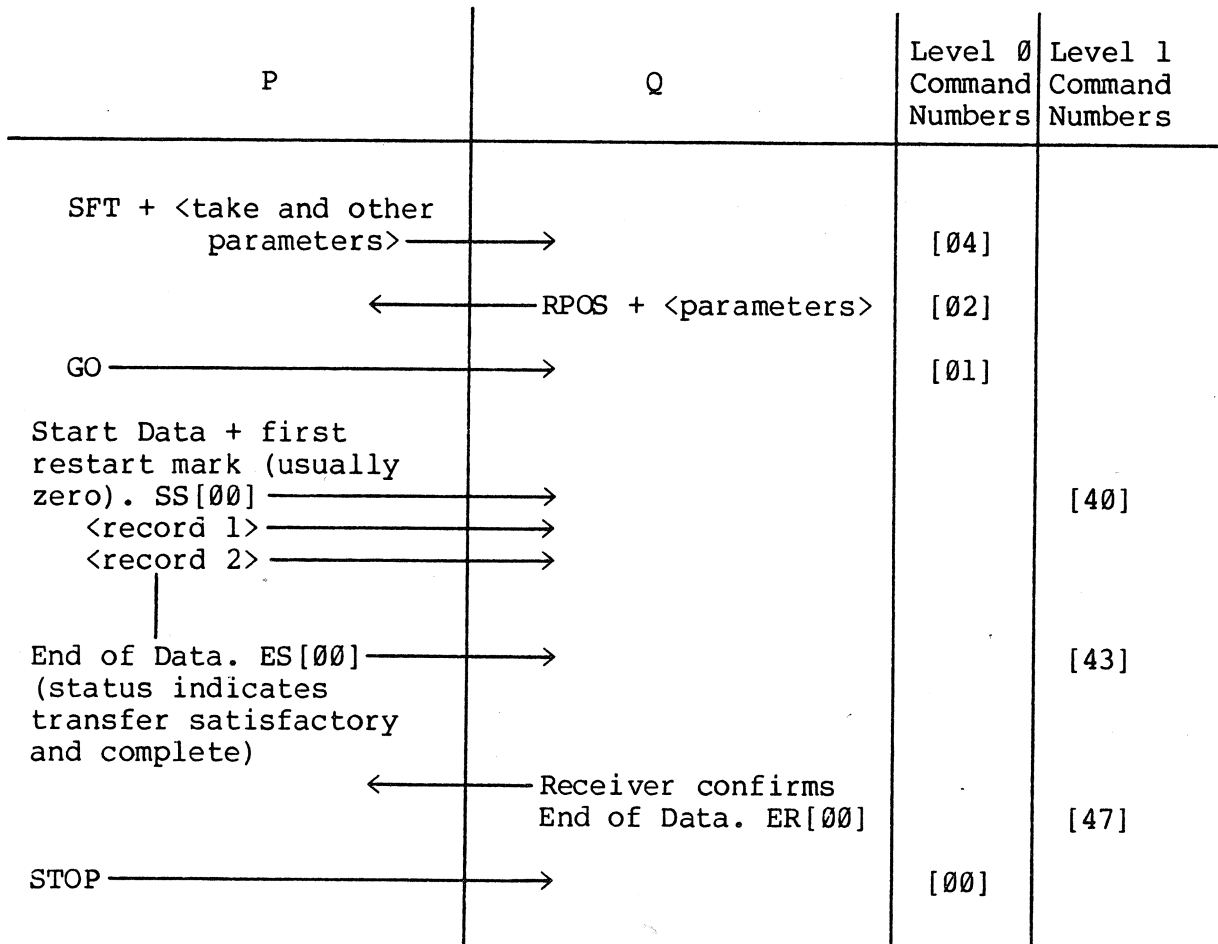 P
Q
Level Ø
Command
Numbers
Level 1
Command
Numbers
SFT + <take and other
parameters>
[Ø4]
RPOS + <parameters>
[Ø2]
GO
[Ø1]
Start Data + first
restart mark (usually
zero). SS[ØØ]
[4Ø]
<record 1>
<record 2>
End of Data. ES[ØØ]
[43]
(status indicates
transfer satisfactory
and complete)
Receiver confirms
End of Data. ER[ØØ]
[47]
STOP
[ØØ]